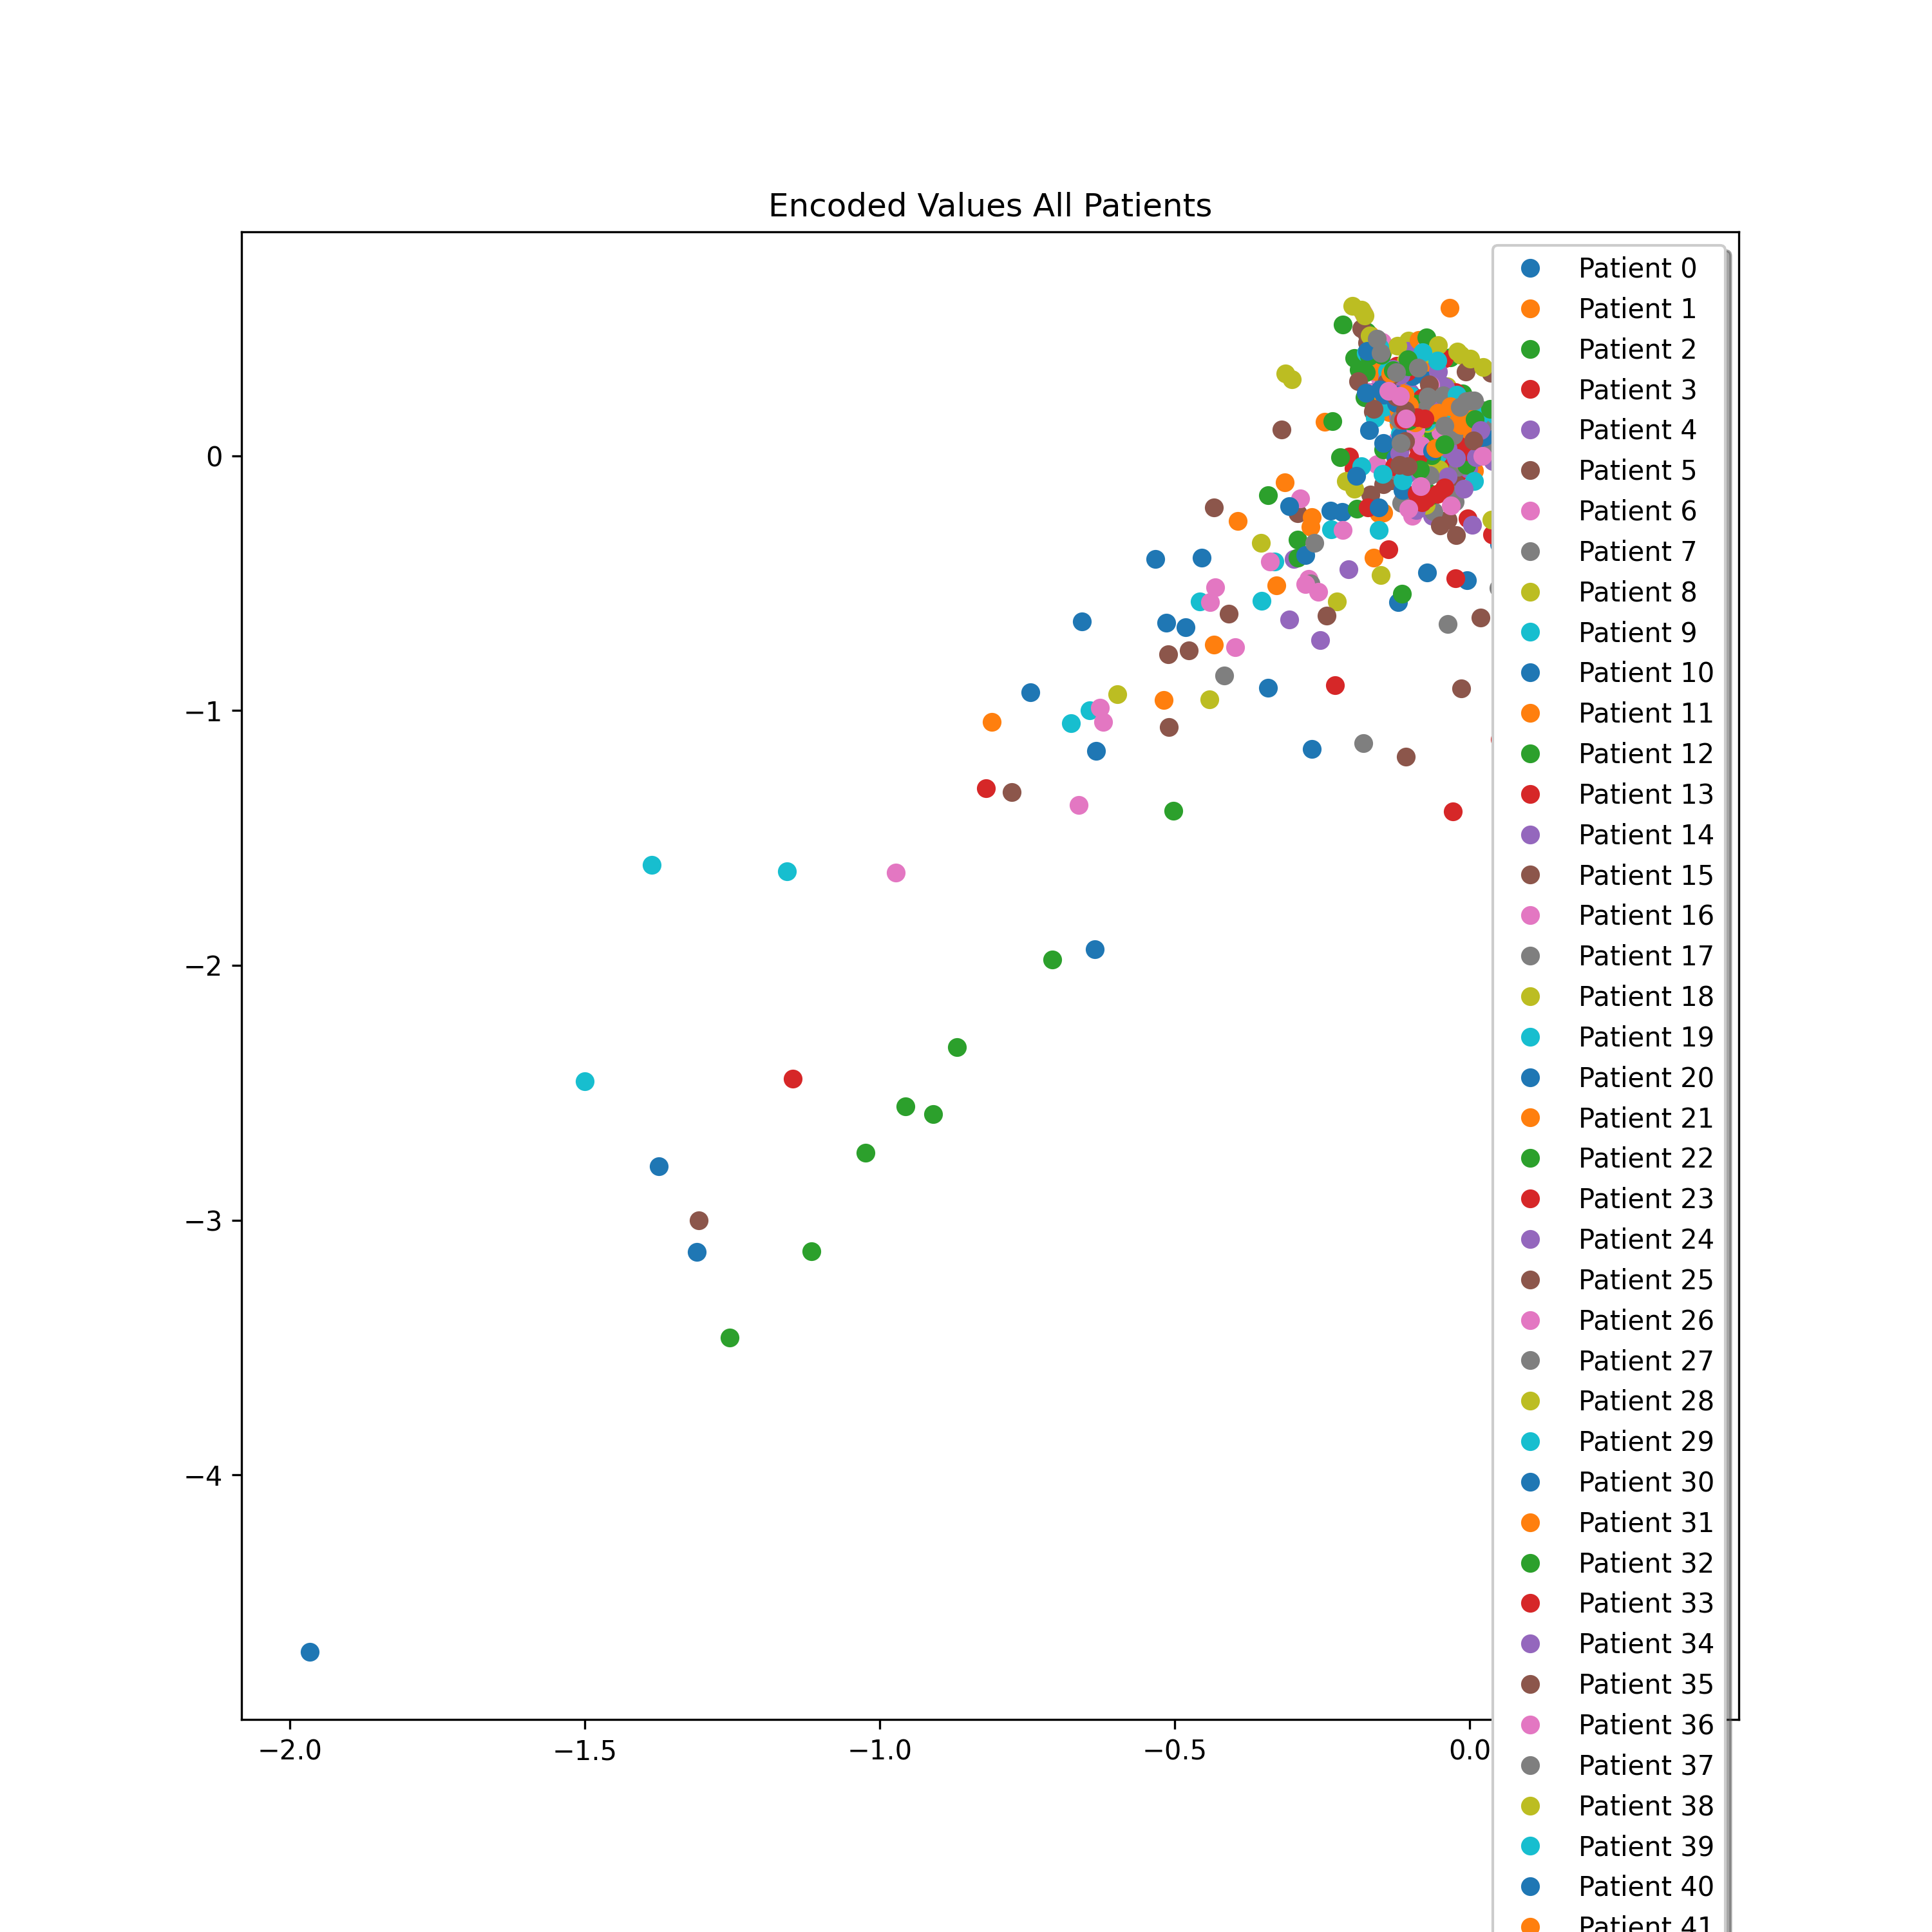 Encoded Values All Patients
0
−1
−2
−3
−4
−2.0
−1.5
−1.0
−0.5
0.0
Patient 0
Patient 1
Patient 2
Patient 3
Patient 4
Patient 5
Patient 6
Patient 7
Patient 8
Patient 9
Patient 10
Patient 11
Patient 12
Patient 13
Patient 14
Patient 15
Patient 16
Patient 17
Patient 18
Patient 19
Patient 20
Patient 21
Patient 22
Patient 23
Patient 24
Patient 25
Patient 26
Patient 27
Patient 28
Patient 29
Patient 30
Patient 31
Patient 32
Patient 33
Patient 34
Patient 35
Patient 36
Patient 37
Patient 38
Patient 39
Patient 40
Patient 41